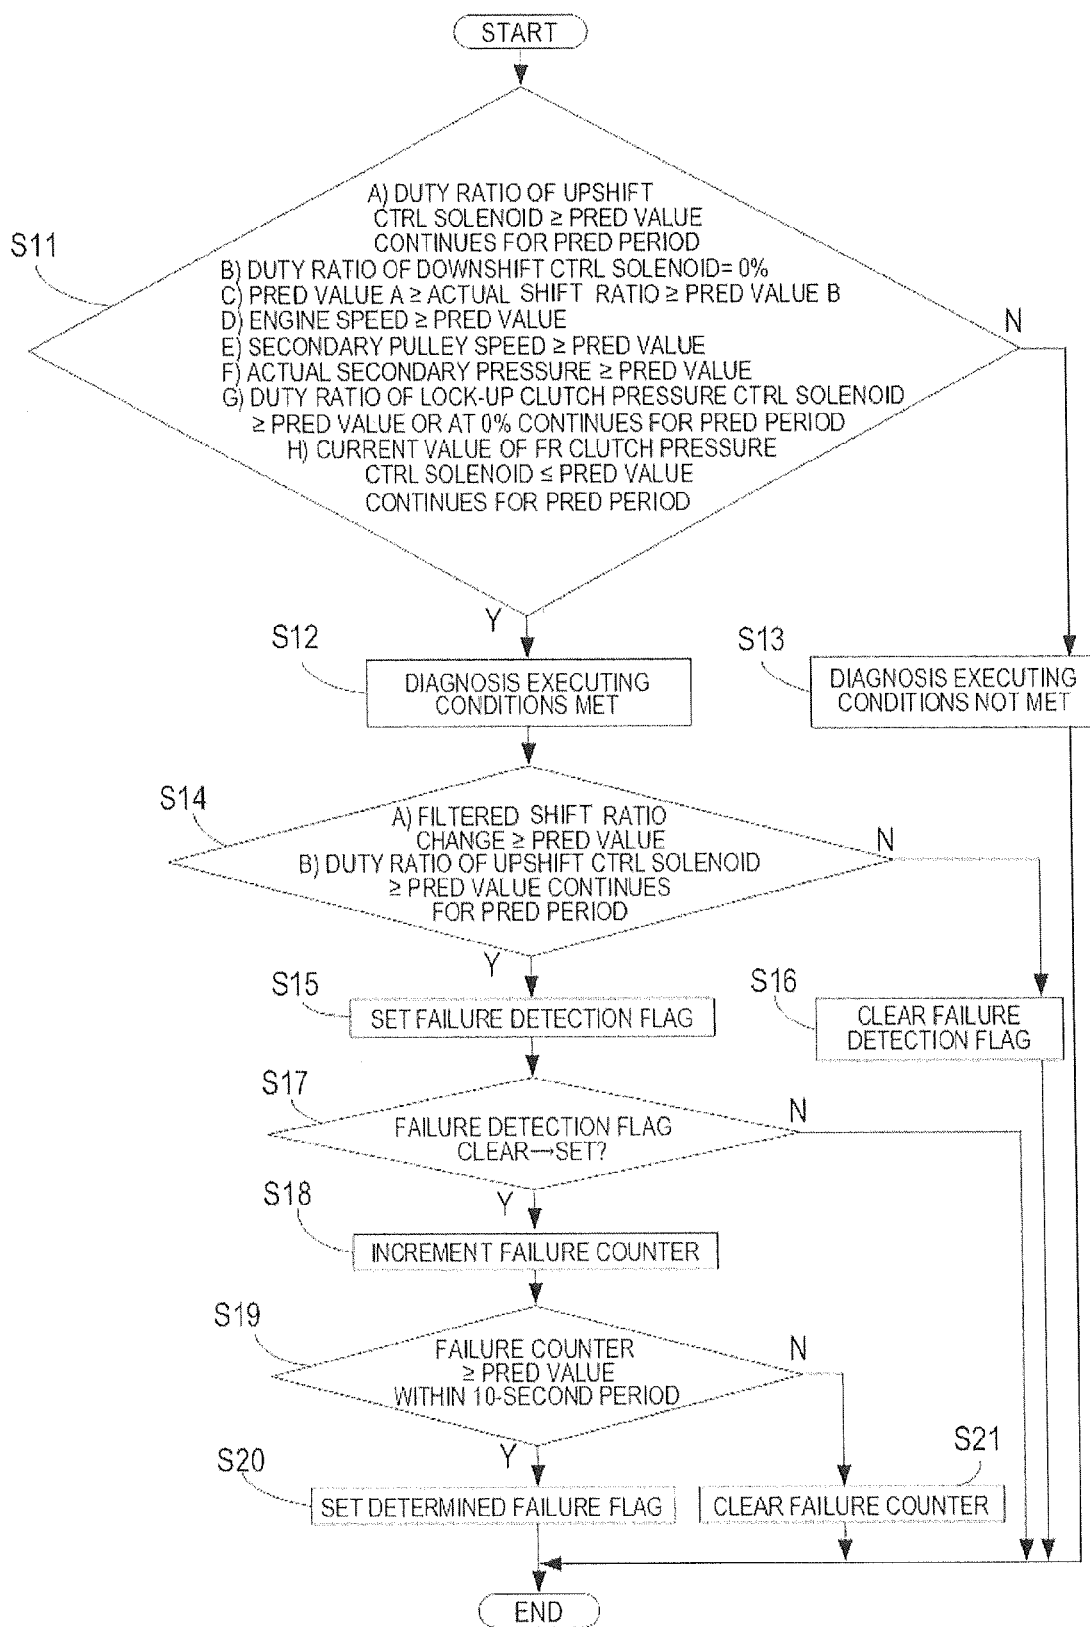 START
S11
A) DUTY RATIO OF UPSHIFT
CTRL SOLENOID ≥ PRED VALUE
CONTINUES FOR PRED PERIOD
B) DUTY RATIO OF DOWNSHIFT CTRL SOLENOID= 0%
C) PRED VALUE A ≥ ACTUAL SHIFT RATIO ≥ PRED VALUE B
D) ENGINE SPEED ≥ PRED VALUE
E) SECONDARY PULLEY SPEED ≥ PRED VALUE
F) ACTUAL SECONDARY PRESSURE ≥ PRED VALUE
G) DUTY RATIO OF LOCK-UP CLUTCH PRESSURE CTRL SOLENOID
≥ PRED VALUE OR AT 0% CONTINUES FOR PRED PERIOD
H) CURRENT VALUE OF FR CLUTCH PRESSURE
CTRL SOLENOID ≤ PRED VALUE
CONTINUES FOR PRED PERIOD
N
Y
S12
DIAGNOSIS EXECUTING
CONDITIONS MET
S13
DIAGNOSIS EXECUTING
CONDITIONS NOT MET
S14
A) FILTERED SHIFT RATIO
CHANGE ≥ PRED VALUE
B) DUTY RATIO OF UPSHIFT CTRL SOLENOID
≥ PRED VALUE CONTINUES
FOR PRED PERIOD
N
Y
S15
SET FAILURE DETECTION FLAG
S16
CLEAR FAILURE
DETECTION FLAG
S17
FAILURE DETECTION FLAG
CLEAR→SET?
N
Y
S18
INCREMENT FAILURE COUNTER
S19
FAILURE COUNTER
≥ PRED VALUE
WITHIN 10-SECOND PERIOD
N
Y
S20
SET DETERMINED FAILURE FLAG
S21
CLEAR FAILURE COUNTER
END